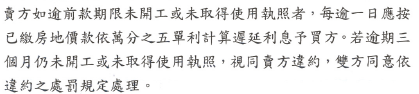 賣方如逾前款期限未開工或未取得使用執照者，每逾一日應按
已繳房地價款依萬分之五單利計算遲延利息予買方。若逾期三
個月仍未開工或未取得使用執照，視同賣方違約，雙方同意依
違約之處罰規定處理。